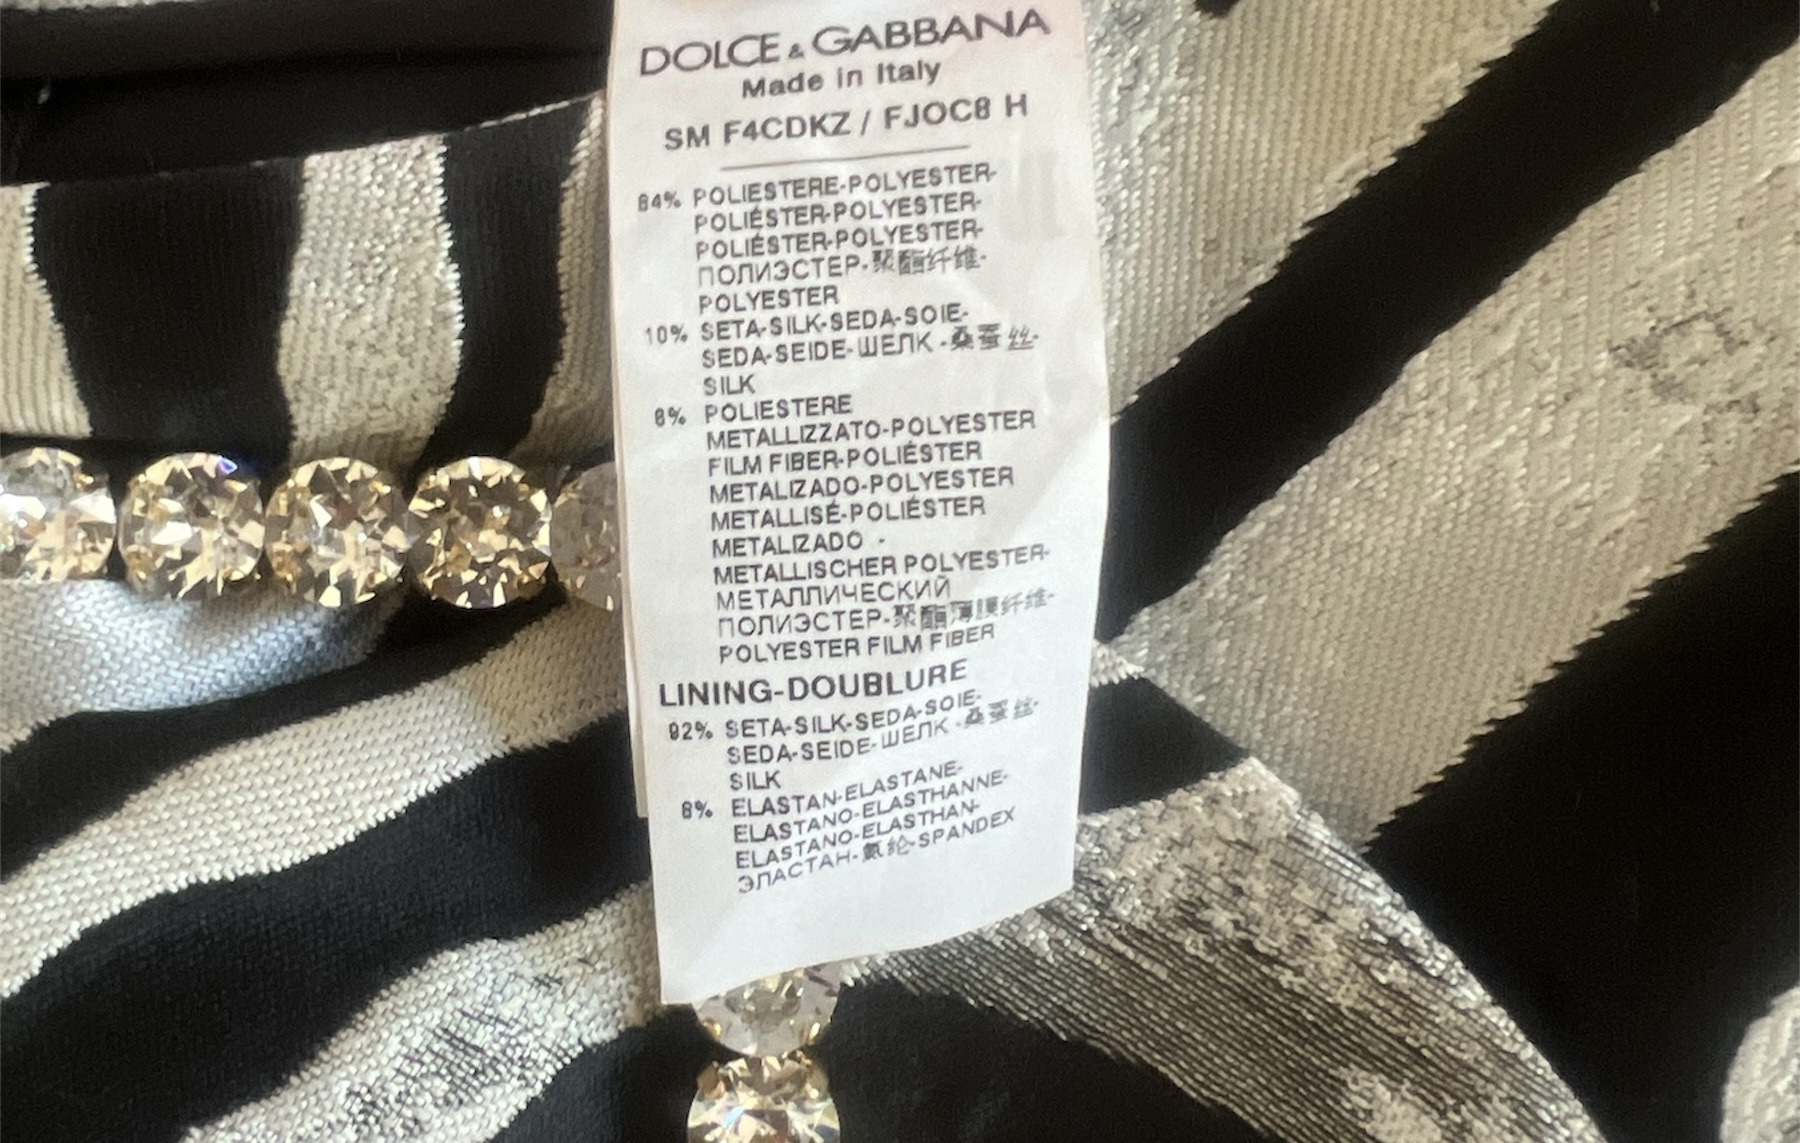 DOLCE & GABBANA
Made in Italy
SM F4CDKZ / FJOC8 H
84% POLIESTERE-POLYESTER-
POLIÉSTER-POLYESTER-
POLIÉSTER-POLYESTER-
ПОЛИЭСТЕР-聚酯纤维-
POLYESTER
10% SETA-SILK-SEDA-SOIE-
SEDA-SEIDE-ШЕЛК -桑蚕丝-
SILK
6% POLIESTERE
METALLIZZATO-POLYESTER
FILM FIBER-POLIÉSTER
METALIZADO-POLYESTER
METALLISÉ-POLIÉSTER
METALIZADO -
METALLISCHER POLYESTER-
МЕТАЛЛИЧЕСКИЙ
ПОЛИЭСТЕР-聚酯薄膜纤维-
POLYESTER FILM FIBER
LINING-DOUBLURE
92% SETA-SILK-SEDA-SOIE-
SEDA-SEIDE-ШЕЛК -桑蚕丝-
SILK
8% ELASTAN-ELASTANE-
ELASTANO-ELASTHANNE-
ELASTANO-ELASTHAN-
ЭЛАСТАН-氨纶-SPANDEX